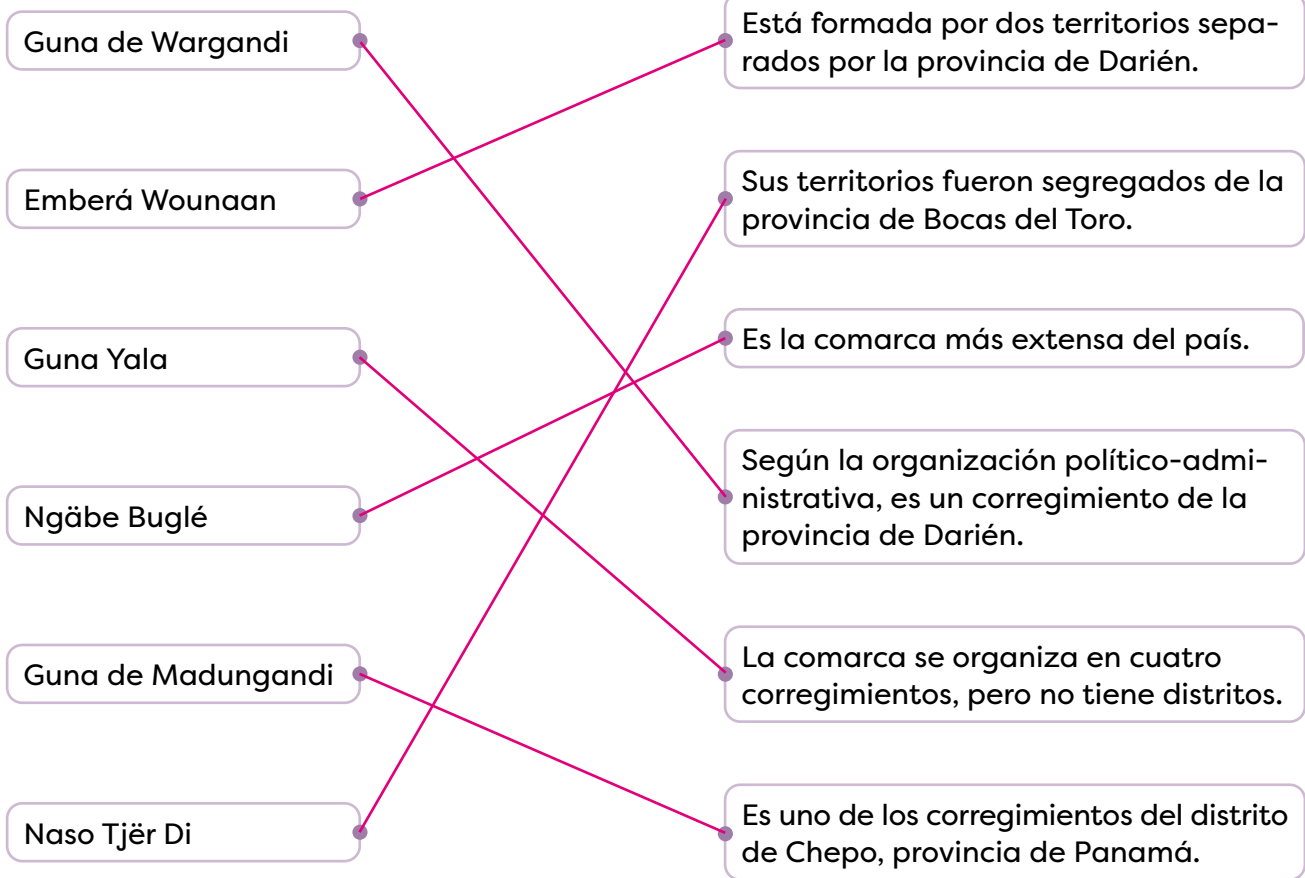 Guna de Wargandi
Emberá Wounaan
Guna Yala
Ngäbe Buglé
Guna de Madungandi
Naso Tjër Di
Está formada por dos territorios sepa-
rados por la provincia de Darién.
Sus territorios fueron segregados de la
provincia de Bocas del Toro.
Es la comarca más extensa del país.
Según la organización político-admi-
nistrativa, es un corregimiento de la
provincia de Darién.
La comarca se organiza en cuatro
corregimientos, pero no tiene distritos.
Es uno de los corregimientos del distrito
de Chepo, provincia de Panamá.